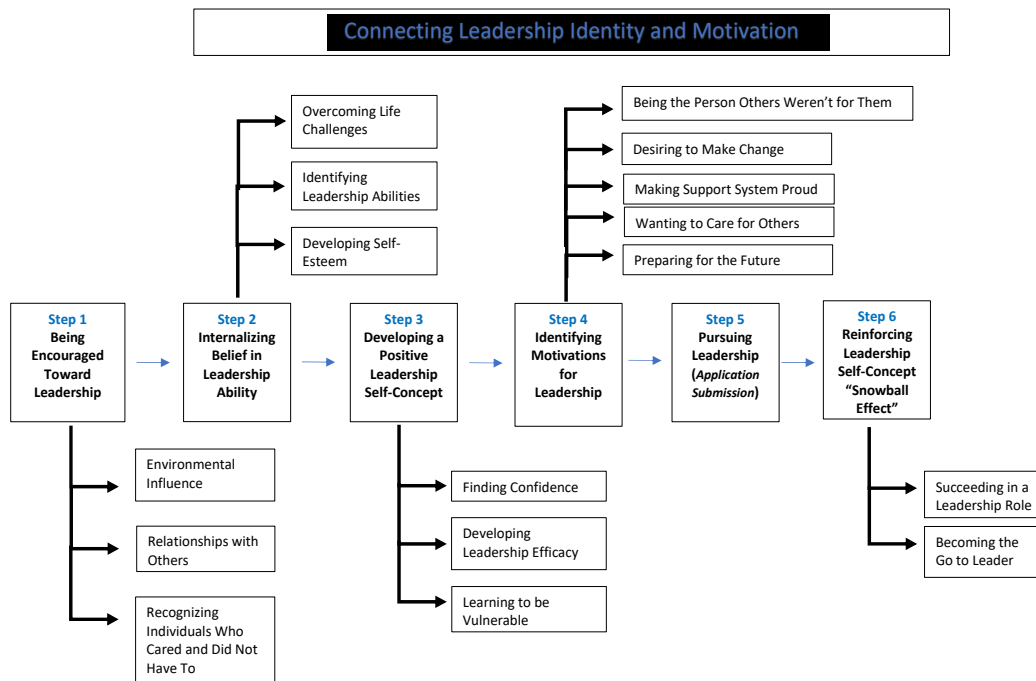 Connecting Leadership Identity and Motivation
Overcoming Life
Challenges
Identifying
Leadership Abilities
Developing Self-
Esteem
Being the Person Others Weren’t for Them
Desiring to Make Change
Making Support System Proud
Wanting to Care for Others
Preparing for the Future
Step 1
Being
Encouraged
Toward
Leadership
Step 2
Internalizing
Belief in
Leadership
Ability
Step 3
Developing a
Positive
Leadership
Self-Concept
Step 4
Identifying
Motivations
for
Leadership
Step 5
Pursuing
Leadership
(Application
Submission)
Step 6
Reinforcing
Leadership
Self-Concept
“Snowball
Effect”
Environmental
Influence
Relationships with
Others
Recognizing
Individuals Who
Cared and Did Not
Have To
Finding Confidence
Developing
Leadership Efficacy
Learning to be
Vulnerable
Succeeding in a
Leadership Role
Becoming the
Go to Leader